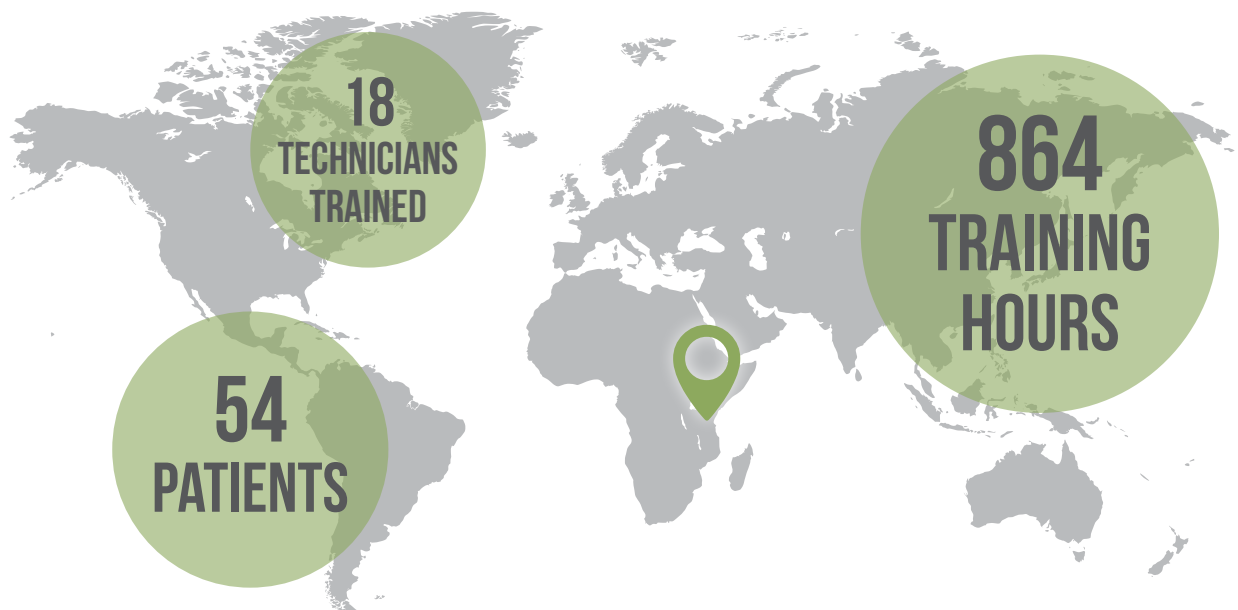 18
TECHNICIANS
TRAINED
864
TRAINING
HOURS
54
PATIENTS